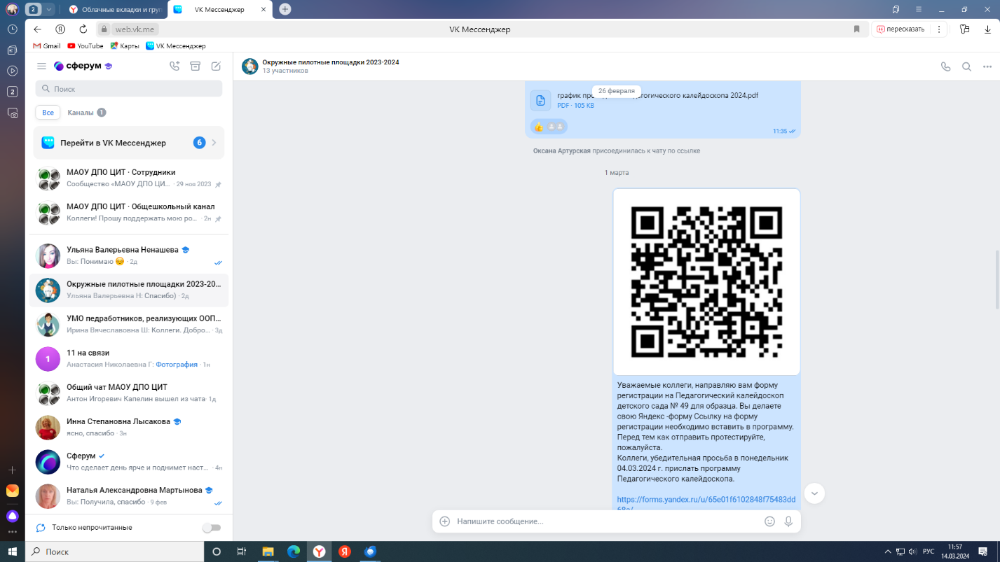 2
Облачные вкладки и груп
VK Мессенджер
web.vk.me
VK Мессенджер
пересказать
Gmail
YouTube
Карты
VK Мессенджер
2
сферум
Поиск
Все
Каналы 1
Перейти в VK Мессенджер
6
МАОУ ДПО ЦИТ · Сотрудники
Сообщество «МАОУ ДПО ЦИ... · 29 ноя 2023
МАОУ ДПО ЦИТ · Общешкольный канал
Коллеги! Прошу поддержать мою ро... · 2н
Ульяна Валерьевна Ненашева
Вы: Понимаю 😔 · 2д
Окружные пилотные площадки 2023-20...
Ульяна Валерьевна Н: Спасибо) · 2д
УМО педработников, реализующих ООП...
Ирина Вячеславовна Ш: Коллеги. Добро... · 3д
1
11 на связи
Анастасия Николаевна Г: Фотография · 1н
Общий чат МАОУ ДПО ЦИТ
Антон Игоревич Капелин вышел из чата · 1д
Инна Степановна Лысакова
ясно, спасибо · 3н
Сферум
Что сделает день ярче и поднимет наст... · 4н
Наталья Александровна Мартынова
Вы: Получила, спасибо · 9 фев
Только непрочитанные
Окружные пилотные площадки 2023-2024
13 участников
26 февраля
график про
дагогического калейдоскопа 2024.pdf
PDF · 105 КВ
11:35
Оксана Артурская присоединилась к чату по ссылке
1 марта
Уважаемые коллеги, направляю вам форму
регистрации на Педагогический калейдоскоп
детского сада № 49 для образца. Вы делаете
свою Яндекс -форму Ссылку на форму
регистрации необходимо вставить в программу.
Перед тем как отправить протестируйте,
пожалуйста.
Коллеги, убедительная просьба в понедельник
04.03.2024 г. прислать программу
Педагогического калейдоскопа.
https://forms.yandex.ru/u/65e01f6102848f75483dd
Напишите сообщение...
Поиск
РУС
11:57
14.03.2024